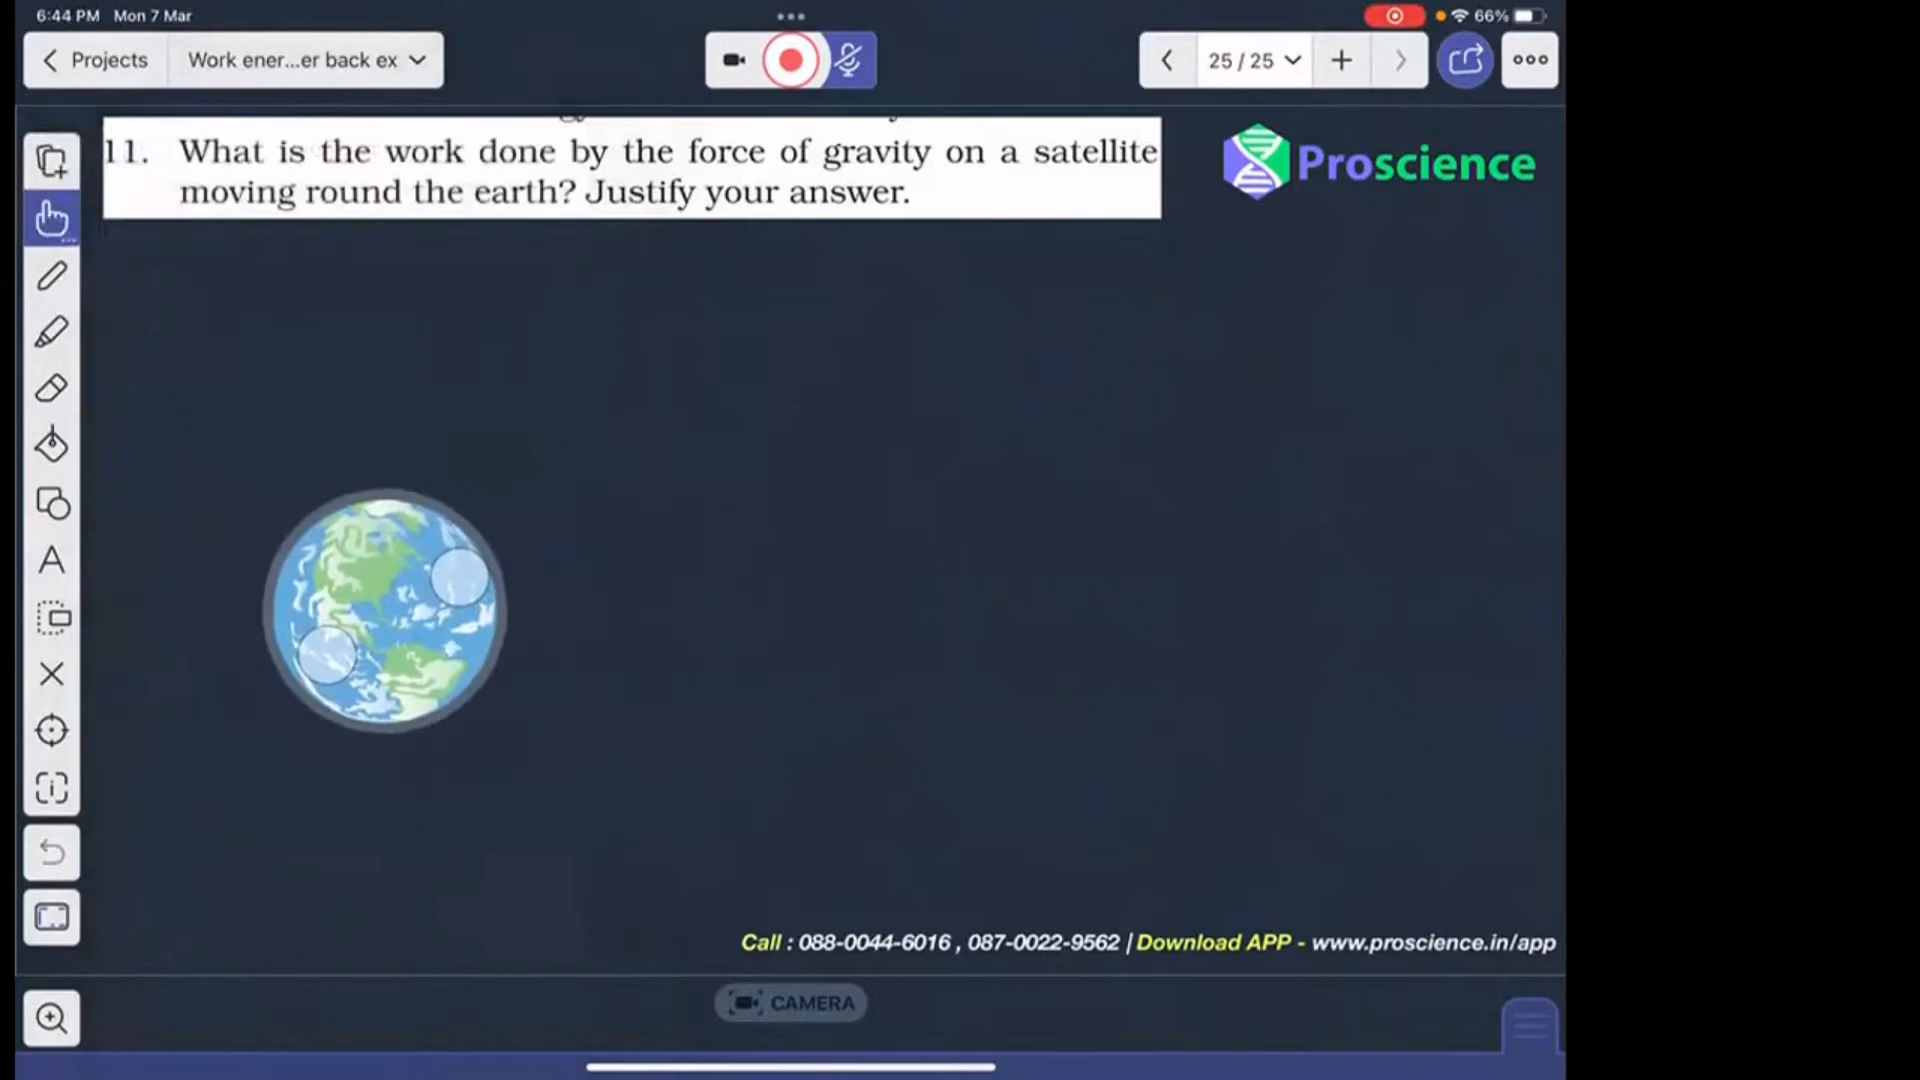 6:44 PM Mon 7 Mar
66%
Projects
Work ener...er back ex
25 / 25
11. What is the work done by the force of gravity on a satellite
moving round the earth? Justify your answer.
Proscience
A
Call : 088-0044-6016 , 087-0022-9562 | Download APP - www.proscience.in/app
CAMERA